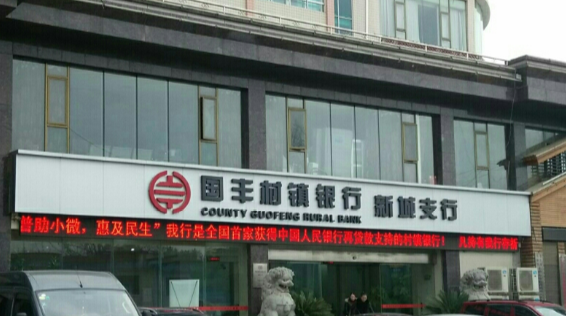 国丰村镇银行 新城支行
COUNTY GUOFENG RURAL BANK
普助小微，惠及民生”我行是全国首家获得中国人民银行再贷款支持的村镇银行！